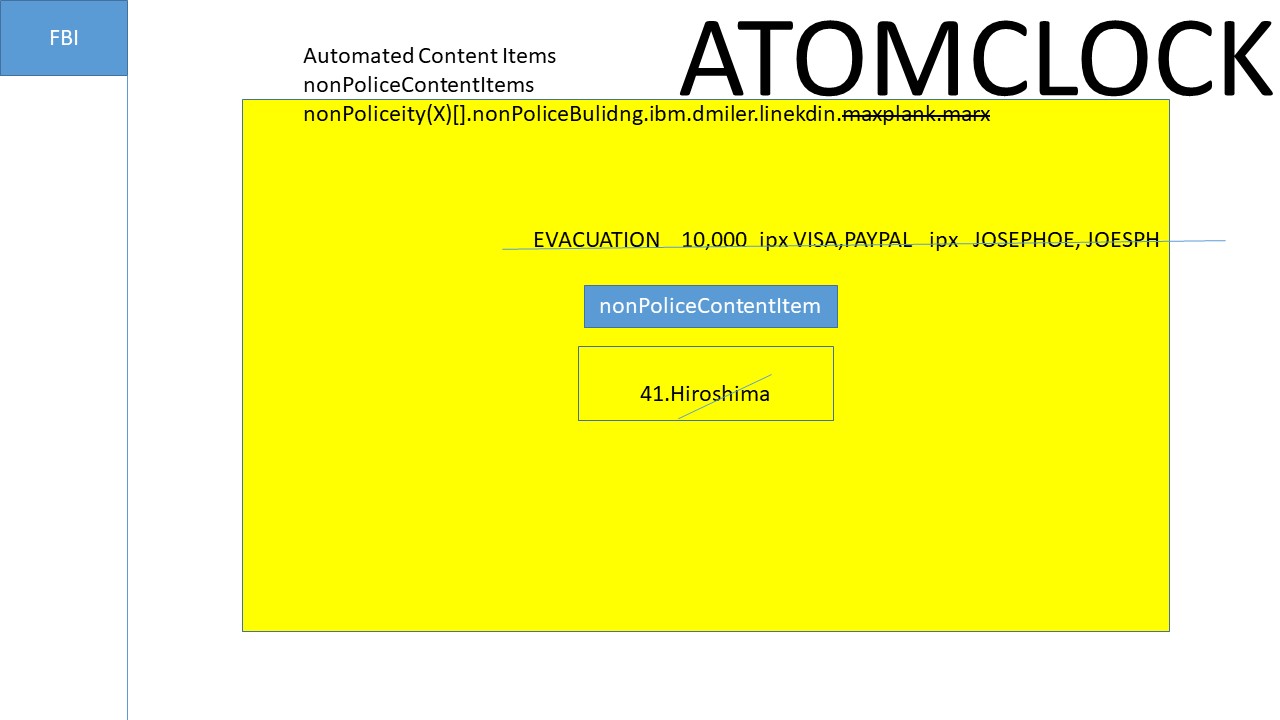 FBI
ATOMCLOCK
Automated Content Items
nonPoliceContentItems
nonPoliceity(X)[].nonPoliceBulidng.ibm.dmiler.linekdin.maxplank.marx
EVACUATION 10,000 ipx VISA,PAYPAL ipx JOSEPHOE, JOESPH
nonPoliceContentItem
41.Hiroshima